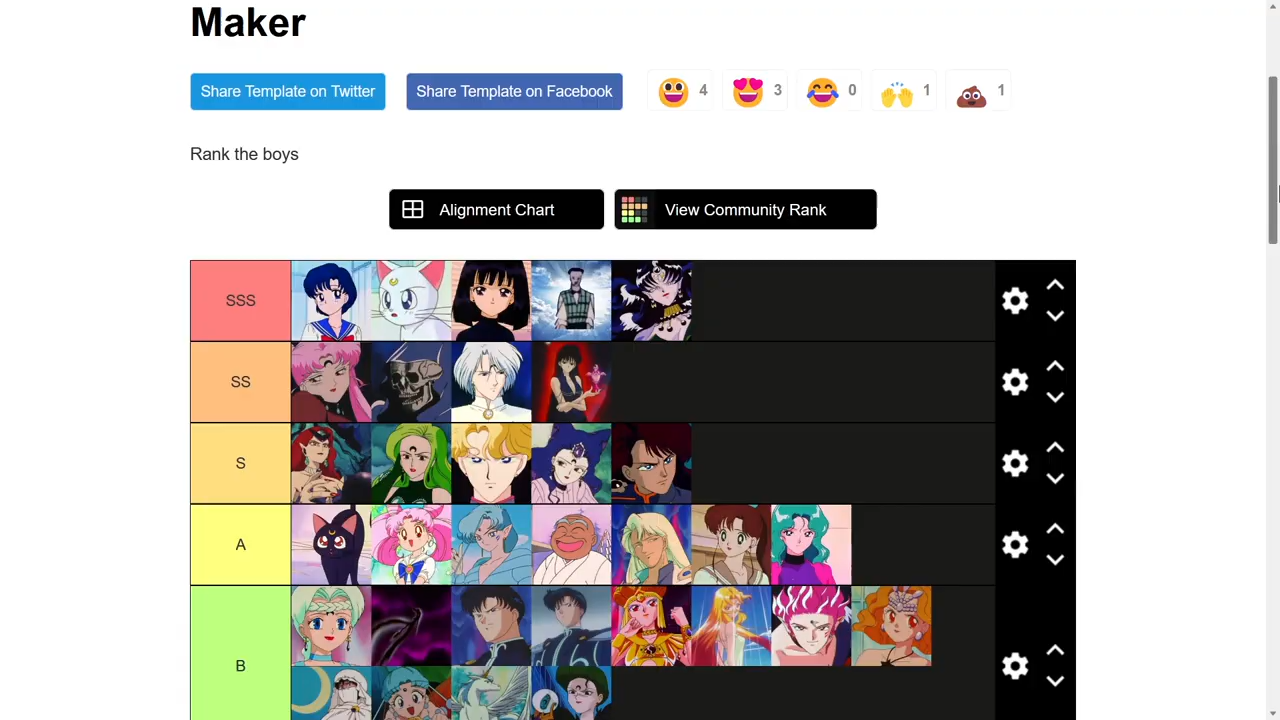 Maker
Share Template on Twitter
Share Template on Facebook
4
3
0
1
1
Rank the boys
Alignment Chart
View Community Rank
SSS
SS
S
A
B